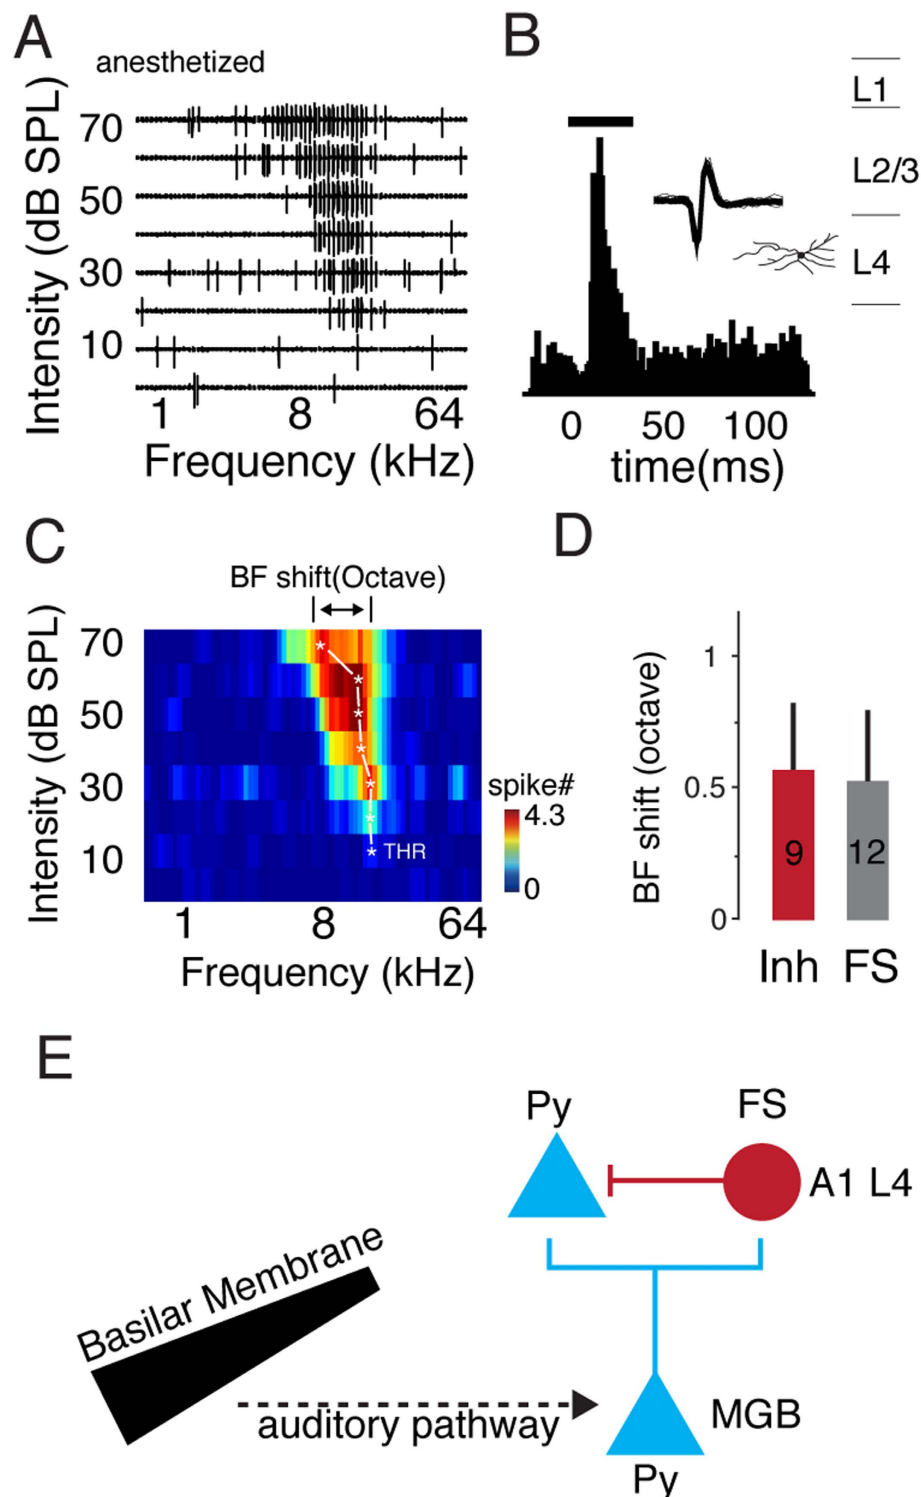 A
anesthetized
Intensity (dB SPL)
70
50
30
10
1 8 64
Frequency (kHz)
B
L1
L2/3
L4
0 50 100
time(ms)
C
BF shift(Octave)
Intensity (dB SPL)
70
50
30
10
* THR
spike#
4.3
0
1 8 64
Frequency (kHz)
D
BF shift (octave)
1
0.5
0
9 12
Inh FS
E
Py FS
A1 L4
Basilar Membrane
auditory pathway
MGB
Py